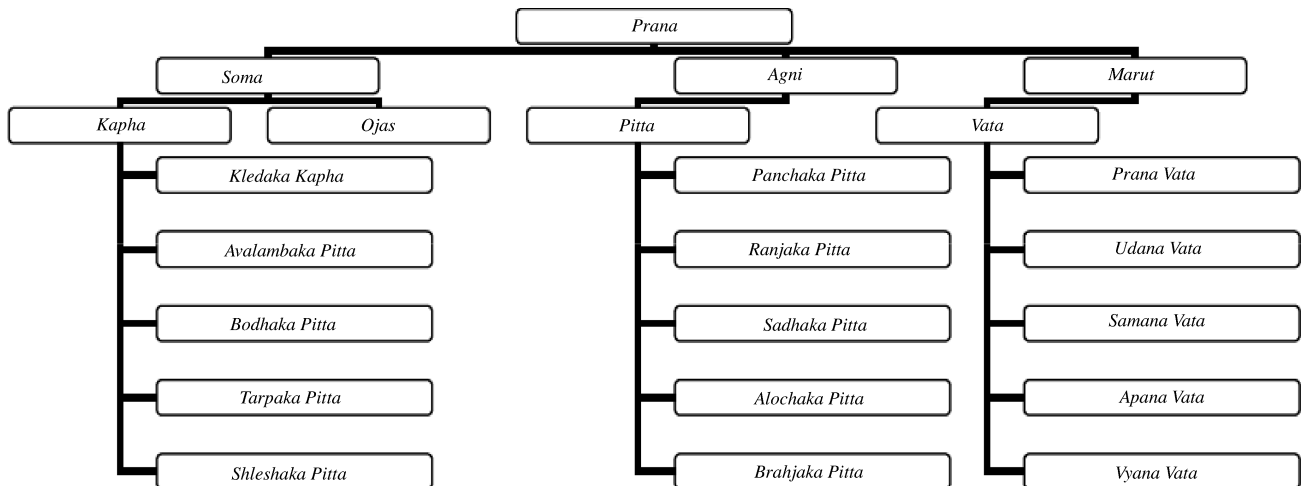 Prana
Soma
Agni
Marut
Kapha
Ojas
Pitta
Vata
Kledaka Kapha
Panchaka Pitta
Prana Vata
Avalambaka Pitta
Ranjaka Pitta
Udana Vata
Bodhaka Pitta
Sadhaka Pitta
Samana Vata
Tarpaka Pitta
Alochaka Pitta
Apana Vata
Shleshaka Pitta
Brahjaka Pitta
Vyana Vata